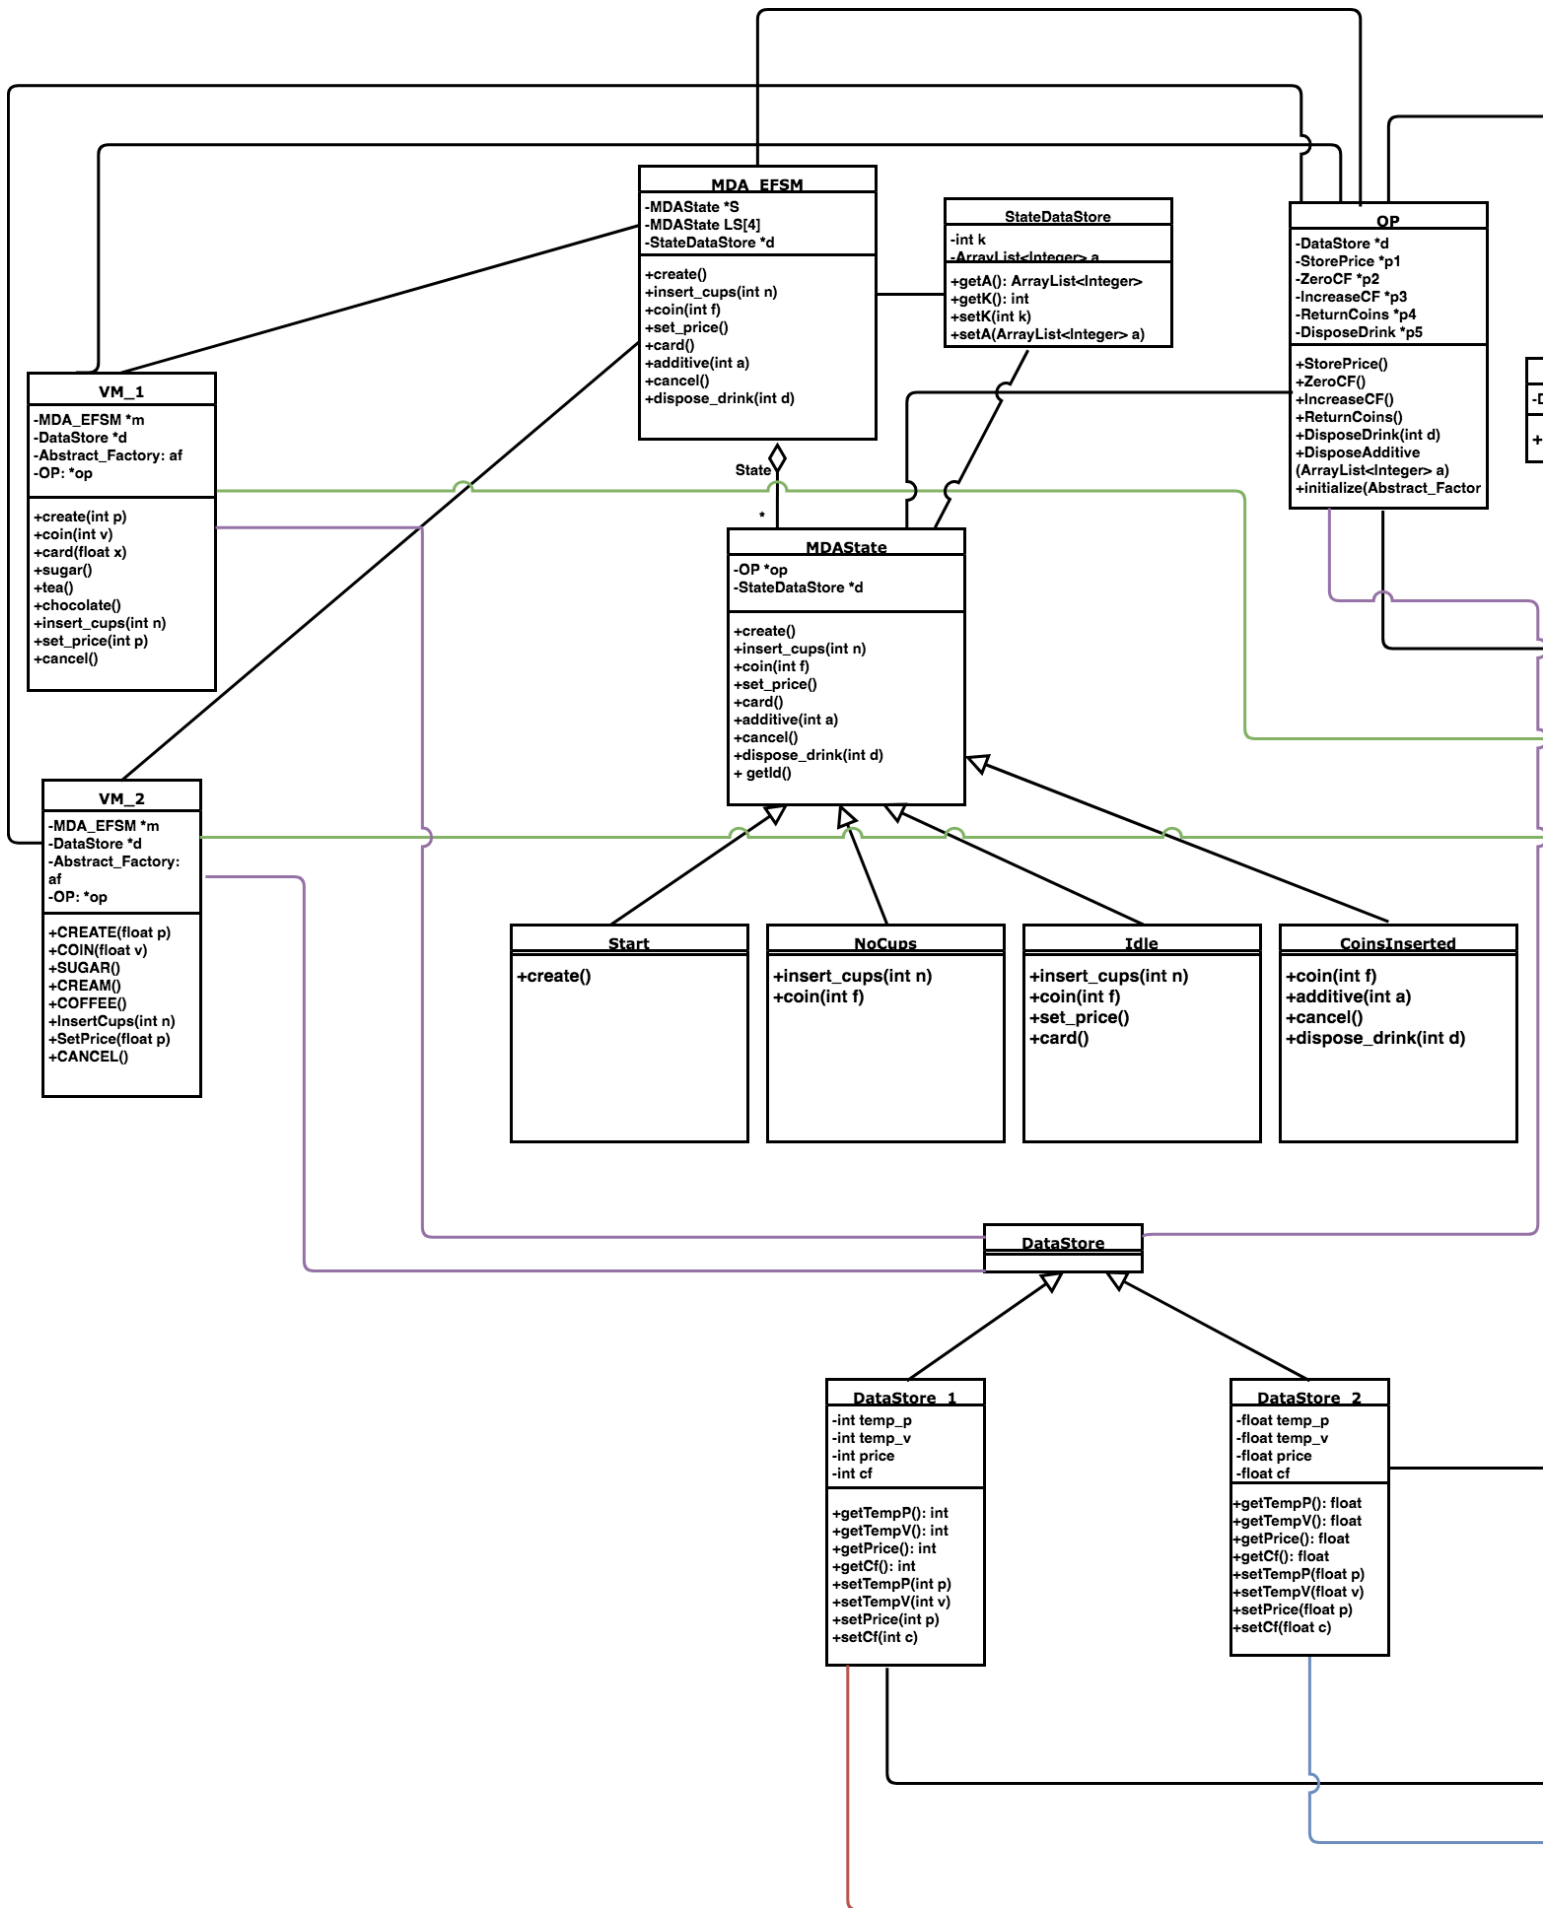 MDA_EFSM
-MDAState *S
-MDAState LS[4]
-StateDataStore *d
+create()
+insert_cups(int n)
+coin(int f)
+set_price()
+card()
+additive(int a)
+cancel()
+dispose_drink(int d)
StateDataStore
-int k
-ArrayList<Integer> a
+getA(): ArrayList<Integer>
+getK(): int
+setK(int k)
+setA(ArrayList<Integer> a)
OP
-DataStore *d
-StorePrice *p1
-ZeroCF *p2
-IncreaseCF *p3
-ReturnCoins *p4
-DisposeDrink *p5
+StorePrice()
+ZeroCF()
+IncreaseCF()
+ReturnCoins()
+DisposeDrink(int d)
+DisposeAdditive
(ArrayList<Integer> a)
+initialize(Abstract_Factor
VM_1
-MDA_EFSM *m
-DataStore *d
-Abstract_Factory: af
-OP: *op
+create(int p)
+coin(int v)
+card(float x)
+sugar()
+tea()
+chocolate()
+insert_cups(int n)
+set_price(int p)
+cancel()
State
*
MDAState
-OP *op
-StateDataStore *d
+create()
+insert_cups(int n)
+coin(int f)
+set_price()
+card()
+additive(int a)
+cancel()
+dispose_drink(int d)
+ getId()
VM_2
-MDA_EFSM *m
-DataStore *d
-Abstract_Factory:
af
-OP: *op
+CREATE(float p)
+COIN(float v)
+SUGAR()
+CREAM()
+COFFEE()
+InsertCups(int n)
+SetPrice(float p)
+CANCEL()
Start
+create()
NoCups
+insert_cups(int n)
+coin(int f)
Idle
+insert_cups(int n)
+coin(int f)
+set_price()
+card()
CoinsInserted
+coin(int f)
+additive(int a)
+cancel()
+dispose_drink(int d)
DataStore
DataStore_1
-int temp_p
-int temp_v
-int price
-int cf
+getTempP(): int
+getTempV(): int
+getPrice(): int
+getCf(): int
+setTempP(int p)
+setTempV(int v)
+setPrice(int p)
+setCf(int c)
DataStore_2
-float temp_p
-float temp_v
-float price
-float cf
+getTempP(): float
+getTempV(): float
+getPrice(): float
+getCf(): float
+setTempP(float p)
+setTempV(float v)
+setPrice(float p)
+setCf(float c)